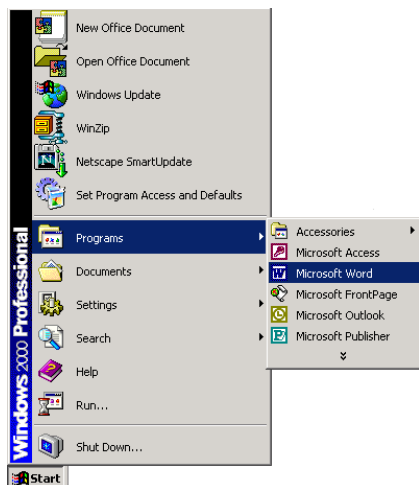 New Office Document
Open Office Document
Windows Update
WinZip
Netscape SmartUpdate
Set Program Access and Defaults
Programs
Documents
Settings
Search
Help
Run...
Shut Down...
Windows 2000 Professional
Accessories
Microsoft Access
Microsoft Word
Microsoft FrontPage
Microsoft Outlook
Microsoft Publisher
Start